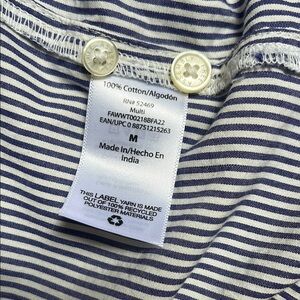 100% Cotton/Algodón
RN# 52469
Multi
FAWWT00218BFA22
EAN/UPC 0 88751215263
M
Made In/Hecho En
India
THIS LABEL YARN IS MADE
OUT OF 100% RECYCLED
POLYESTER MATERIALS